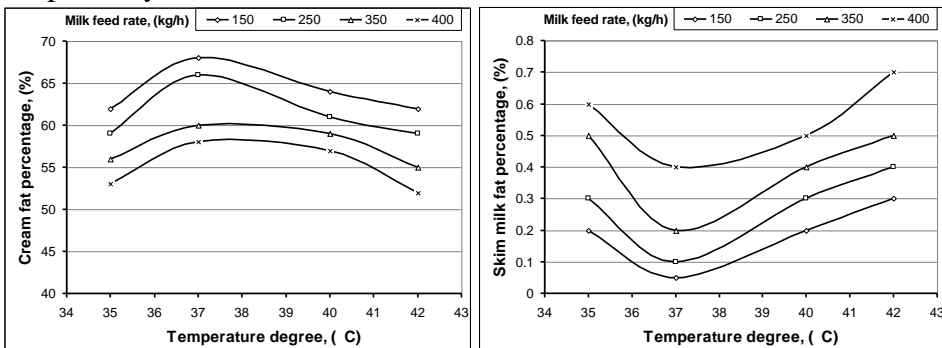 Milk feed rate, (kg/h) 150 250 350 400
70
65
60
55
50
45
40
Cream fat percentage, (%)
34 35 36 37 38 39 40 41 42 43
Temperature degree, ( C)
Milk feed rate, (kg/h) 150 250 350 400
0.8
0.7
0.6
0.5
0.4
0.3
0.2
0.1
0
Skim milk fat percentage, (%)
34 35 36 37 38 39 40 41 42 43
Temperature degree, ( C)